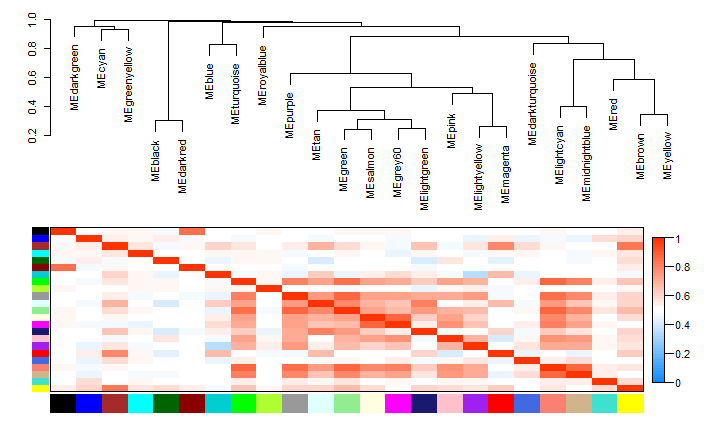 1.0
0.8
0.6
0.4
0.2
MEdarkgreen
MEcyan
MEgreenyellow
MEblack
MEdarkred
MEblue
MEturquoise
MEroyalblue
MEpurple
MEtan
MEgreen
MEsalmon
MEgrey60
MElightgreen
MEpink
MElightyellow
MEmagenta
MEdarkturquoise
MElightcyan
MEmidnightblue
MEred
MEbrown
MEyellow
1
0.8
0.6
0.4
0.2
0